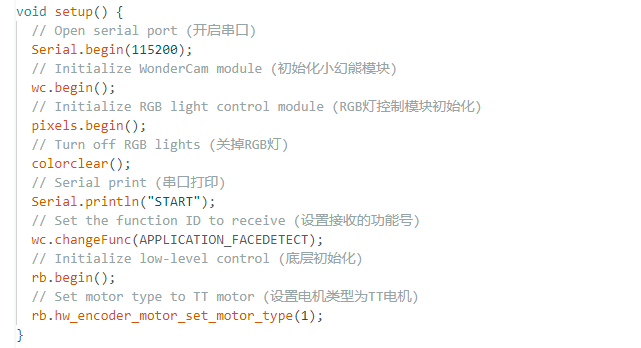 void setup() {
// Open serial port (开启串口)
Serial.begin(115200);
// Initialize WonderCam module (初始化小幻熊模块)
wc.begin();
// Initialize RGB light control module (RGB灯控制模块初始化)
pixels.begin();
// Turn off RGB lights (关掉RGB灯)
colorclear();
// Serial print (串口打印)
Serial.println("START");
// Set the function ID to receive (设置接收的功能号)
wc.changeFunc(APPLICATION_FACEDETECT);
// Initialize low-level control (底层初始化)
rb.begin();
// Set motor type to TT motor (设置电机类型为TT电机)
rb.hw_encoder_motor_set_motor_type(1);
}